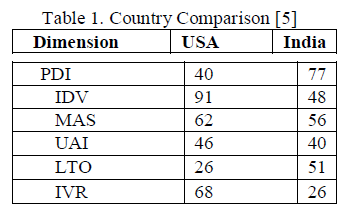 Table 1. Country Comparison [5]
Dimension USA India
PDI 40 77
IDV 91 48
MAS 62 56
UAI 46 40
LTO 26 51
IVR 68 26